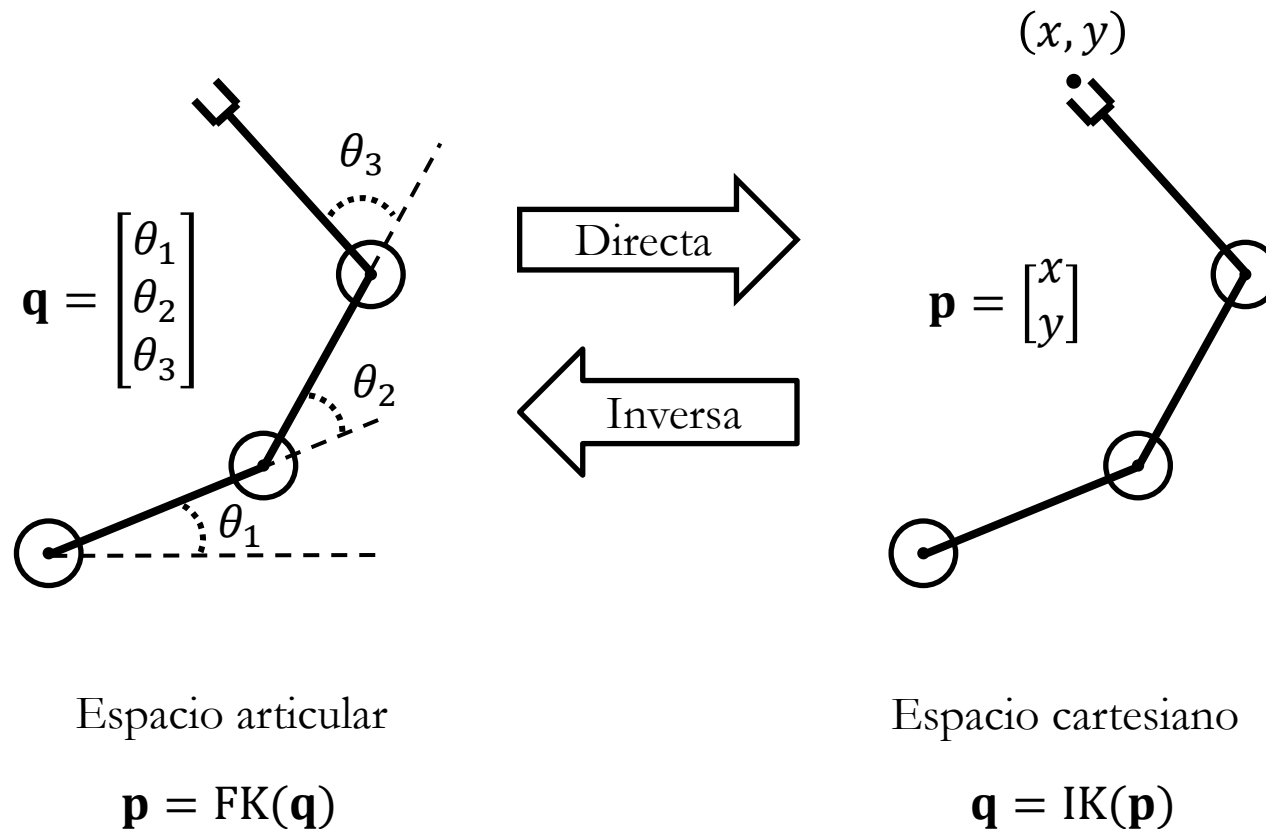 (x, y)
θ₃
q = [θ₁ θ₂ θ₃]
Directa
p = [x y]
θ₂
Inversa
θ₁
Espacio articular
Espacio cartesiano
p = FK(q)
q = IK(p)